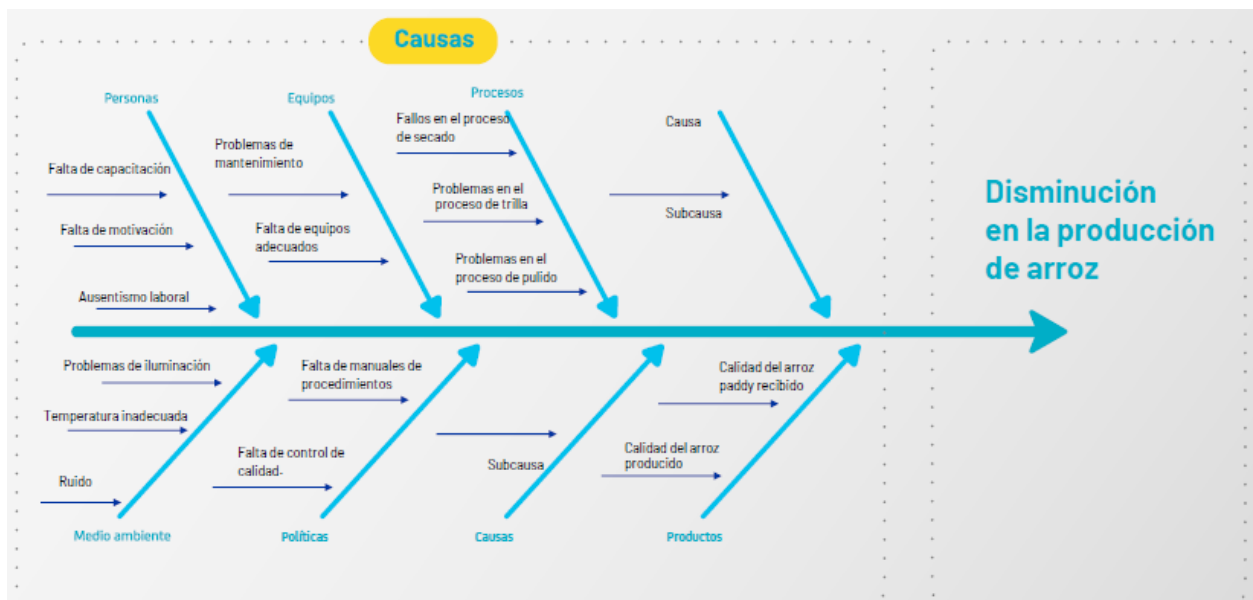 Causas
Personas
Equipos
Procesos
Fallos en el proceso
de secado
Causa
Problemas de
mantenimiento
Falta de capacitación
Problemas en el
proceso de trilla
Subcausa
Falta de motivación
Falta de equipos
adecuados
Problemas en el
proceso de pulido
Ausentismo laboral
Disminución
en la producción
de arroz
Problemas de iluminación
Falta de manuales de
procedimientos
Calidad del arroz
paddy recibido
Temperatura inadecuada
Falta de control de
calidad-
Subcausa
Calidad del arroz
producido
Ruido
Medio ambiente
Políticas
Causas
Productos